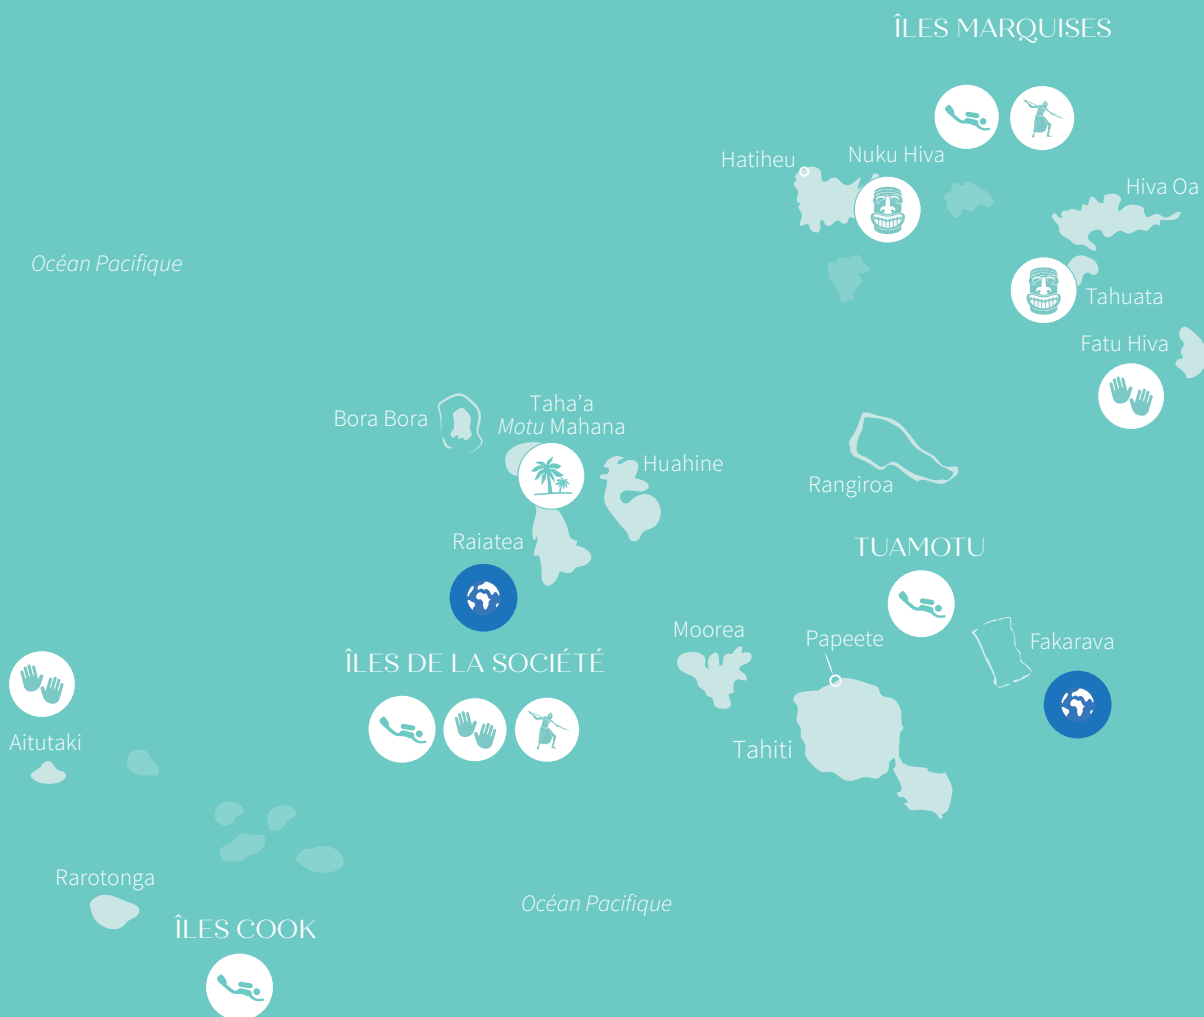 ÎLES MARQUISES
Hatiheu
Nuku Hiva
Hiva Oa
Océan Pacifique
Tahuata
Fatu Hiva
Bora Bora
Taha’a
Motu Mahana
Huahine
Rangiroa
Raiatea
TUAMOTU
Moorea
Papeete
Fakarava
ÎLES DE LA SOCIÉTÉ
Aitutaki
Tahiti
Rarotonga
Océan Pacifique
ÎLES COOK